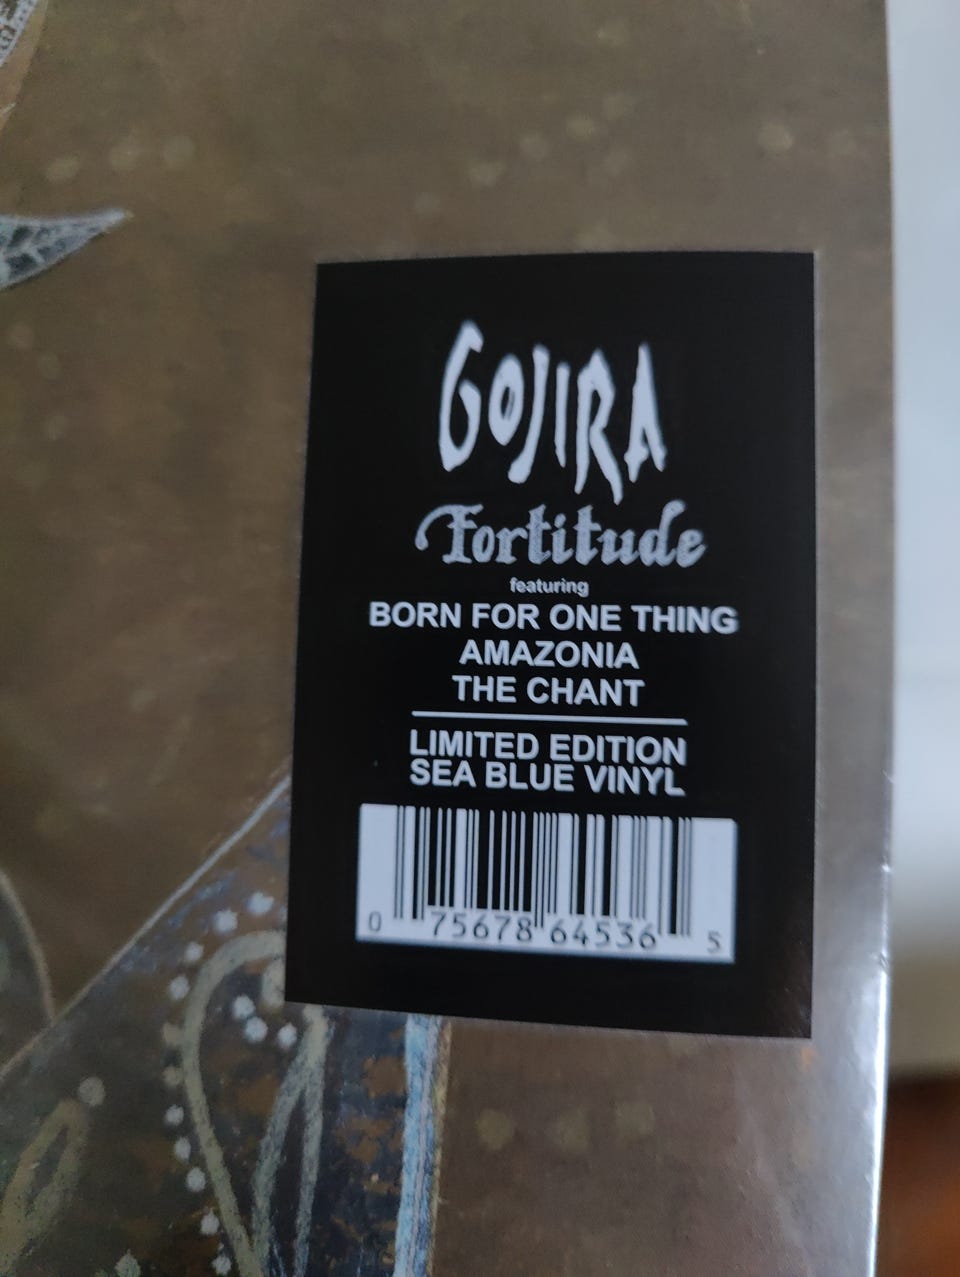 GOJIRA
Fortitude
featuring
BORN FOR ONE THING
AMAZONIA
THE CHANT
LIMITED EDITION
SEA BLUE VINYL
0 75678 64536 5